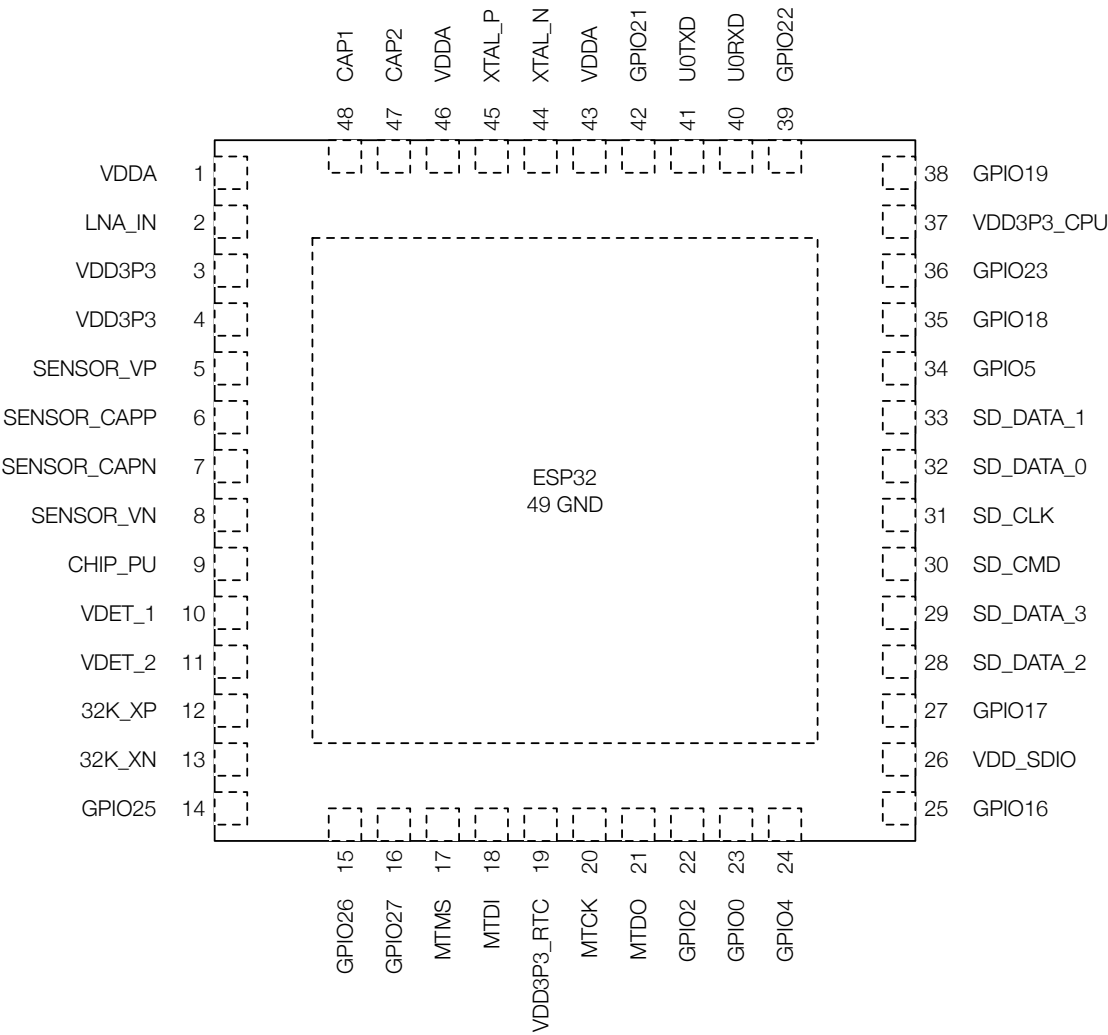 CAP1
CAP2
VDDA
XTAL_P
XTAL_N
VDDA
GPIO21
U0TXD
U0RXD
GPIO22
48
47
46
45
44
43
42
41
40
39
VDDA 1
38 GPIO19
LNA_IN 2
37 VDD3P3_CPU
VDD3P3 3
36 GPIO23
VDD3P3 4
35 GPIO18
SENSOR_VP 5
34 GPIO5
SENSOR_CAPP 6
33 SD_DATA_1
SENSOR_CAPN 7
32 SD_DATA_0
ESP32
49 GND
SENSOR_VN 8
31 SD_CLK
CHIP_PU 9
30 SD_CMD
VDET_1 10
29 SD_DATA_3
VDET_2 11
28 SD_DATA_2
32K_XP 12
27 GPIO17
32K_XN 13
26 VDD_SDIO
GPIO25 14
25 GPIO16
15
16
17
18
19
20
21
22
23
24
GPIO26
GPIO27
MTMS
MTDI
VDD3P3_RTC
MTCK
MTDO
GPIO2
GPIO0
GPIO4